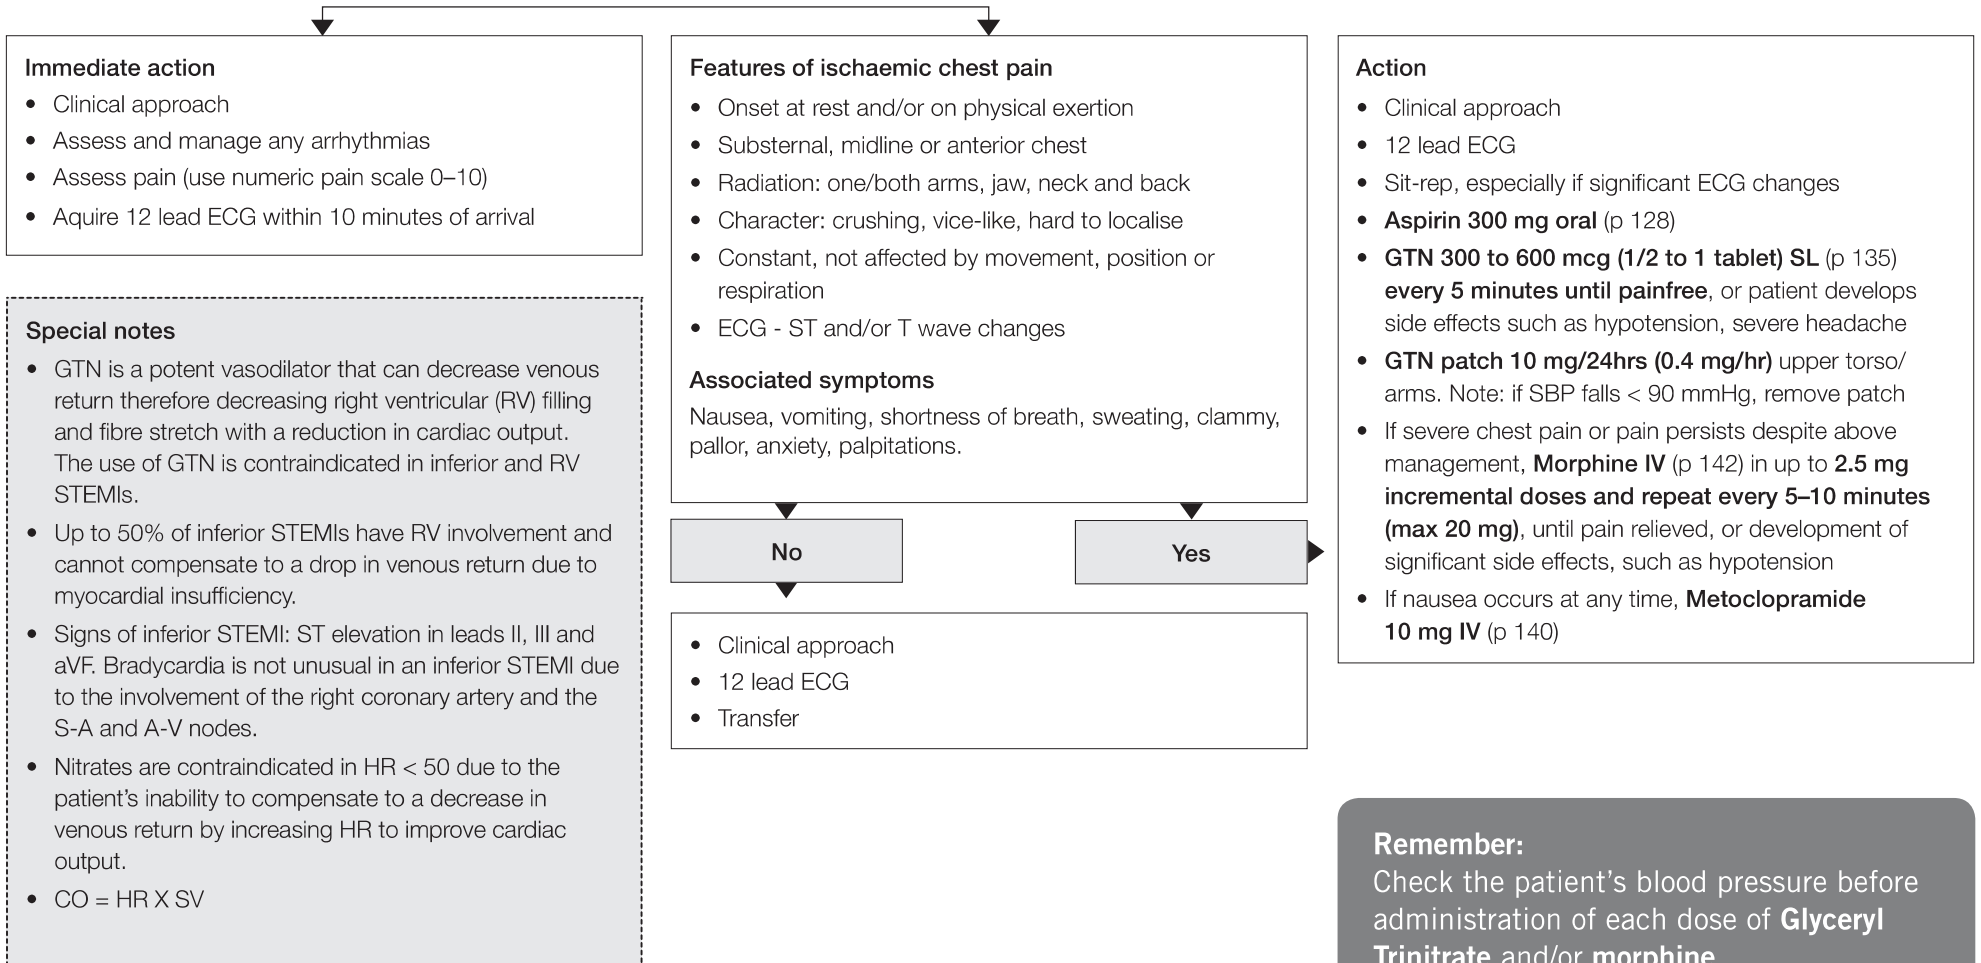 Immediate action
• Clinical approach
• Assess and manage any arrhythmias
• Assess pain (use numeric pain scale 0–10)
• Aquire 12 lead ECG within 10 minutes of arrival
Special notes
• GTN is a potent vasodilator that can decrease venous
return therefore decreasing right ventricular (RV) filling
and fibre stretch with a reduction in cardiac output.
The use of GTN is contraindicated in inferior and RV
STEMIs.
• Up to 50% of inferior STEMIs have RV involvement and
cannot compensate to a drop in venous return due to
myocardial insufficiency.
• Signs of inferior STEMI: ST elevation in leads II, III and
aVF. Bradycardia is not unusual in an inferior STEMI due
to the involvement of the right coronary artery and the
S-A and A-V nodes.
• Nitrates are contraindicated in HR < 50 due to the
patient’s inability to compensate to a decrease in
venous return by increasing HR to improve cardiac
output.
• CO = HR X SV
Features of ischaemic chest pain
• Onset at rest and/or on physical exertion
• Substernal, midline or anterior chest
• Radiation: one/both arms, jaw, neck and back
• Character: crushing, vice-like, hard to localise
• Constant, not affected by movement, position or
respiration
• ECG - ST and/or T wave changes
Associated symptoms
Nausea, vomiting, shortness of breath, sweating, clammy,
pallor, anxiety, palpitations.
No
Yes
• Clinical approach
• 12 lead ECG
• Transfer
Action
• Clinical approach
• 12 lead ECG
• Sit-rep, especially if significant ECG changes
• Aspirin 300 mg oral (p 128)
• GTN 300 to 600 mcg (1/2 to 1 tablet) SL (p 135)
every 5 minutes until painfree, or patient develops
side effects such as hypotension, severe headache
• GTN patch 10 mg/24hrs (0.4 mg/hr) upper torso/
arms. Note: if SBP falls < 90 mmHg, remove patch
• If severe chest pain or pain persists despite above
management, Morphine IV (p 142) in up to 2.5 mg
incremental doses and repeat every 5–10 minutes
(max 20 mg), until pain relieved, or development of
significant side effects, such as hypotension
• If nausea occurs at any time, Metoclopramide
10 mg IV (p 140)
Remember:
Check the patient’s blood pressure before
administration of each dose of Glyceryl
Trinitrate and/or morphine